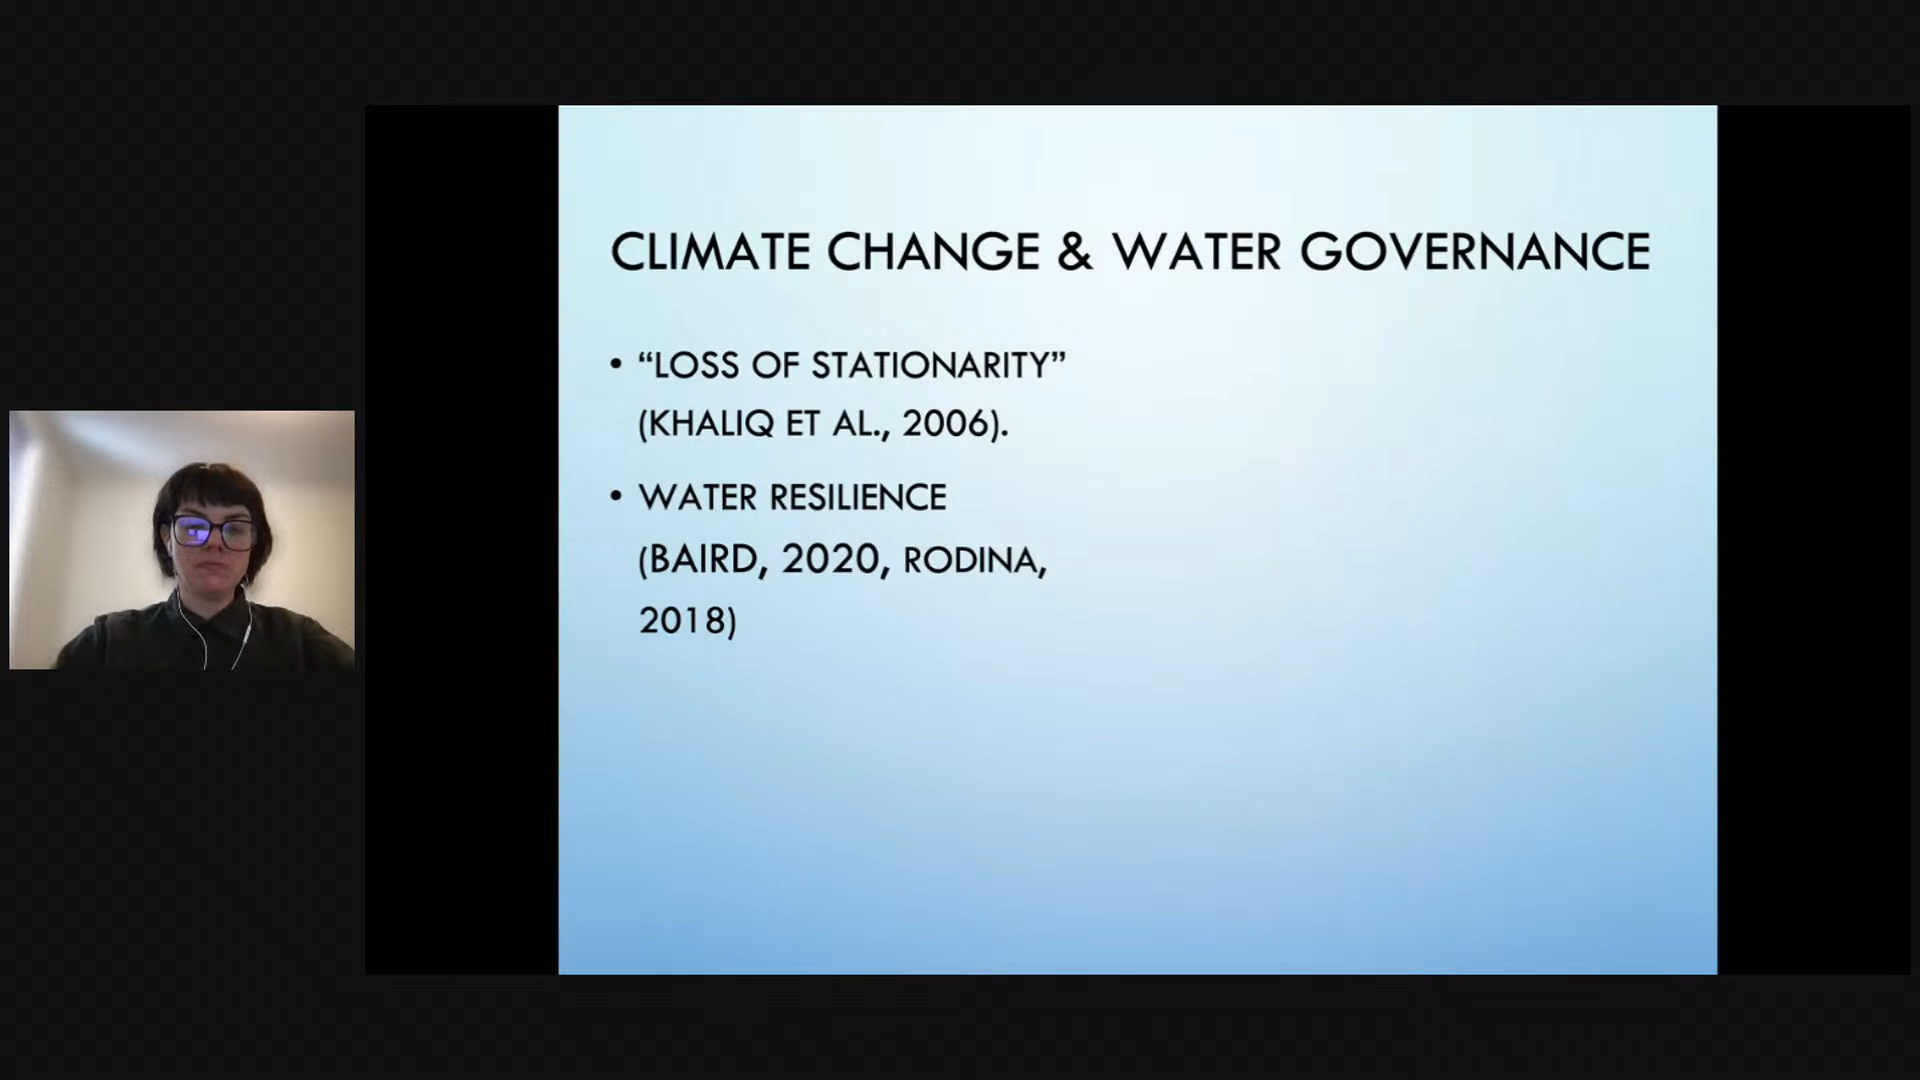 CLIMATE CHANGE & WATER GOVERNANCE
• “LOSS OF STATIONARITY”
(KHALIQ ET AL., 2006).
• WATER RESILIENCE
(BAIRD, 2020, RODINA,
2018)